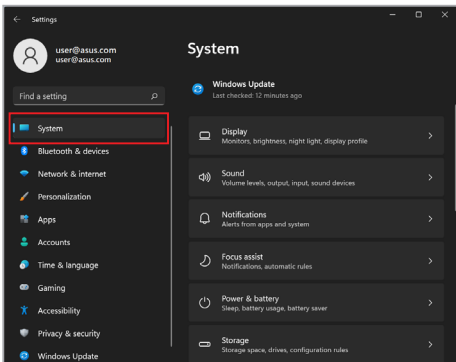 Settings
user@asus.com
user@asus.com
Find a setting
System
Bluetooth & devices
Network & internet
Personalization
Apps
Accounts
Time & language
Gaming
Accessibility
Privacy & security
Windows Update
System
Windows Update
Last checked: 12 minutes ago
Display
Monitors, brightness, night light, display profile
Sound
Volume levels, output, input, sound devices
Notifications
Alerts from apps and system
Focus assist
Notifications, automatic rules
Power & battery
Sleep, battery usage, battery saver
Storage
Storage space, drives, configuration rules